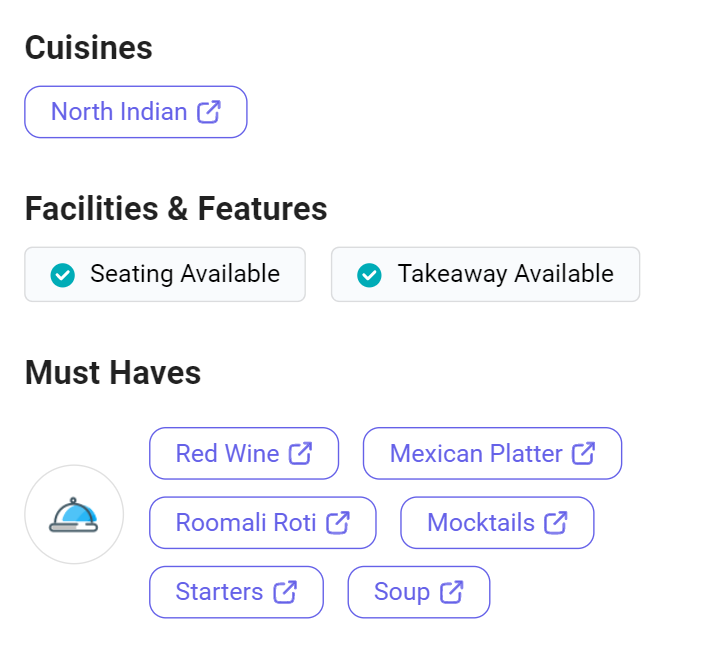 Cuisines
North Indian
Facilities & Features
Seating Available Takeaway Available
Must Haves
Red Wine Mexican Platter
Roomali Roti Mocktails
Starters Soup